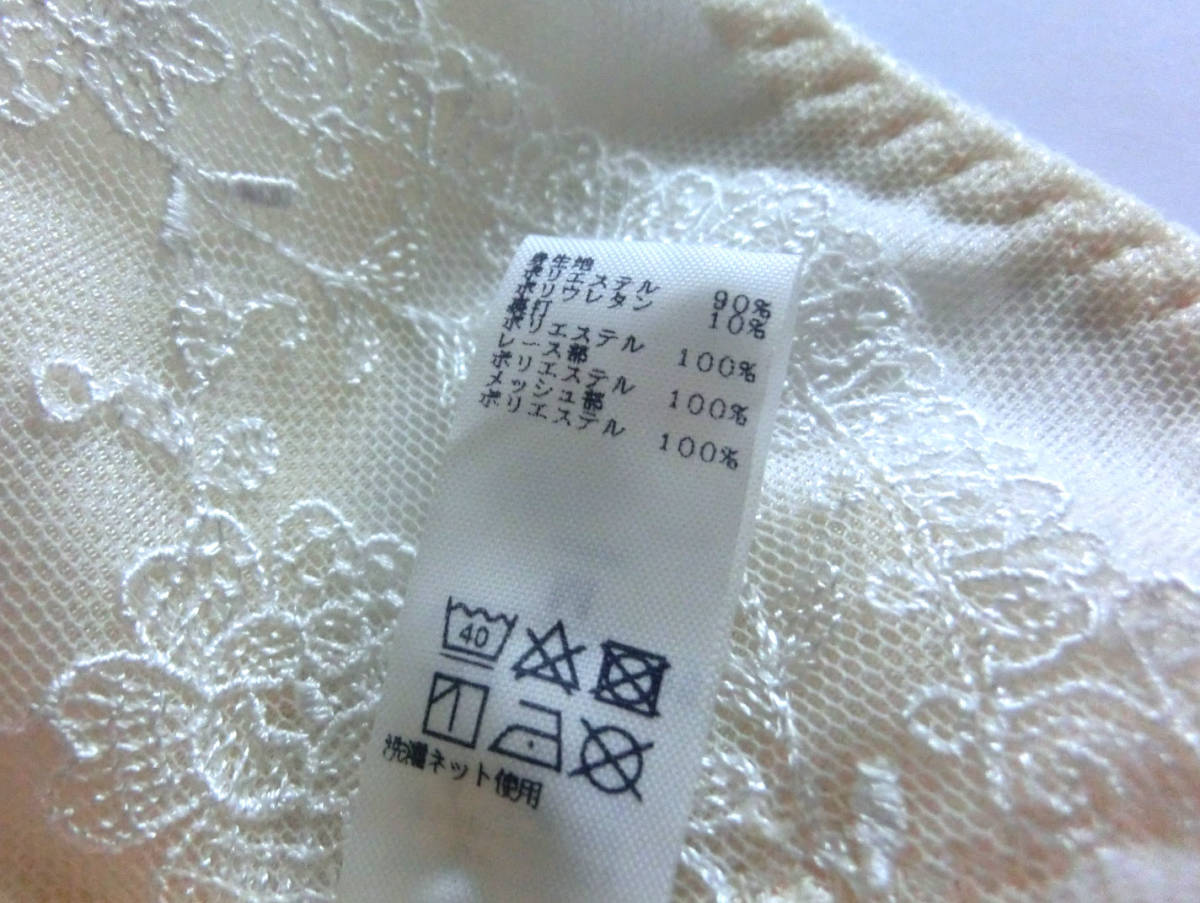 身生地
ポリエステル 90%
ポリウレタン 10%
裏打
ポリエステル 100%
レース部
ポリエステル 100%
メッシュ部
ポリエステル 100%
40
洗濯ネット使用